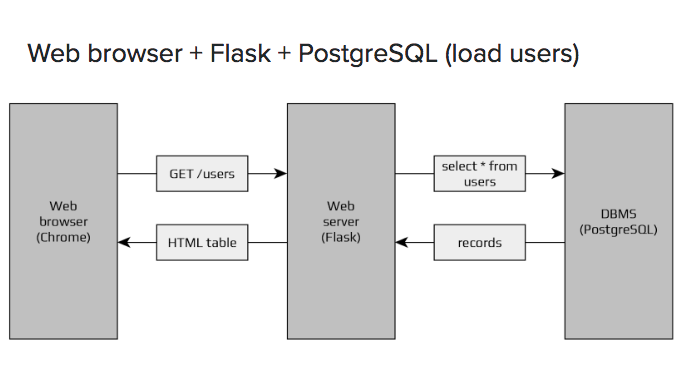 Web browser + Flask + PostgreSQL (load users)
GET /users
select * from
users
Web
browser
(Chrome)
Web
server
(Flask)
DBMS
(PostgreSQL)
HTML table
records